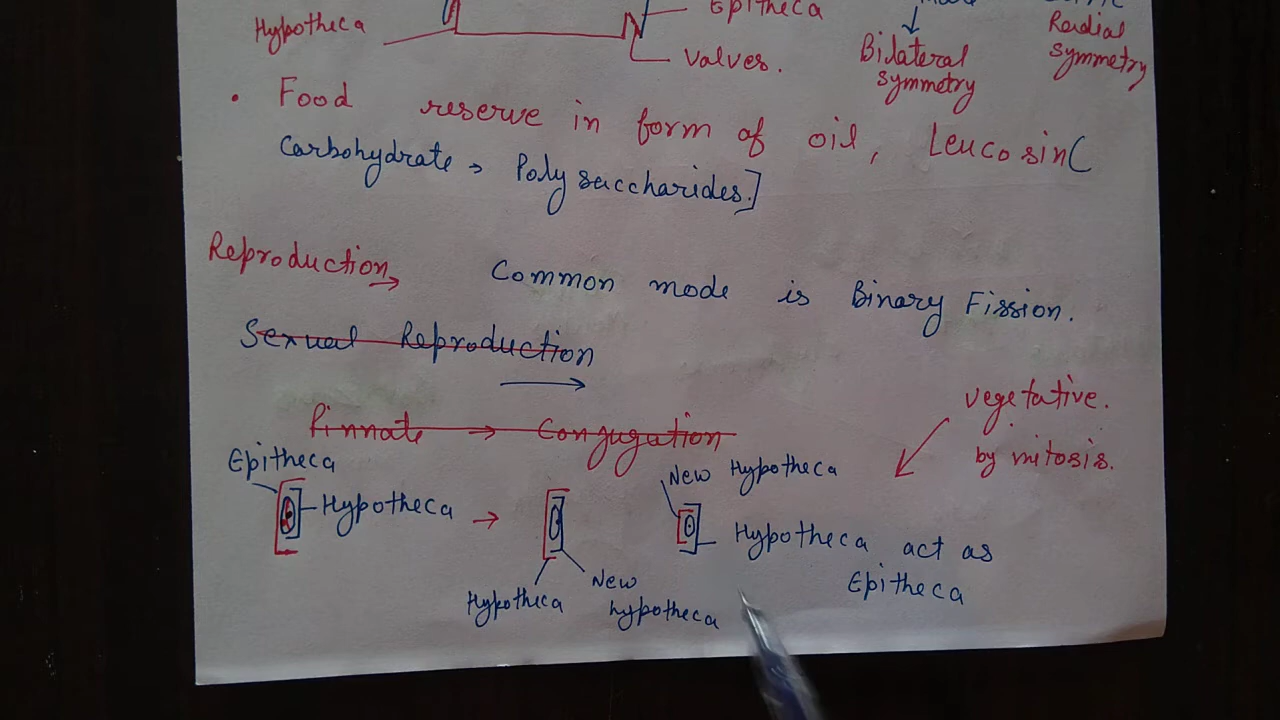 Epitheca
Hypotheca
Valves.
Bilateral symmetry
Radial symmetry
• Food reserve in form of oil, Leucosin(
Carbohydrate → Polysaccharides.]
Reproduction → Common mode is Binary Fission.
Sexual Reproduction
→
Pinnate → Conjugation
vegetative.
by mitosis.
Epitheca
Hypotheca →
Hypotheca
New hypotheca
New Hypotheca
Hypotheca act as
Epitheca